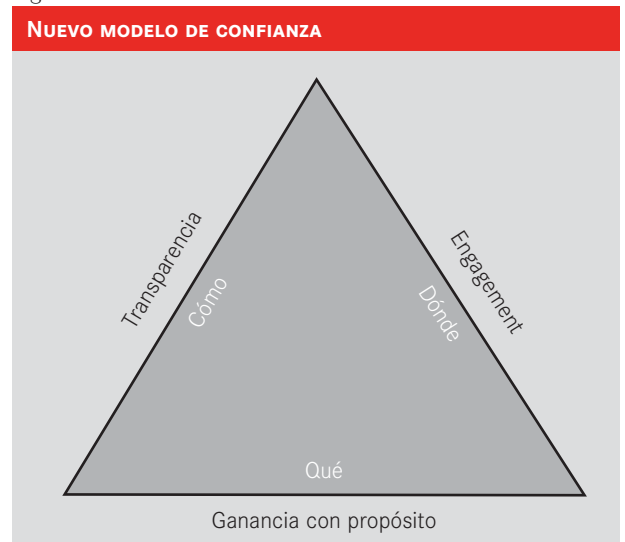 NUEVO MODELO DE CONFIANZA
Transparencia
Cómo
Engagement
Dónde
Qué
Ganancia con propósito